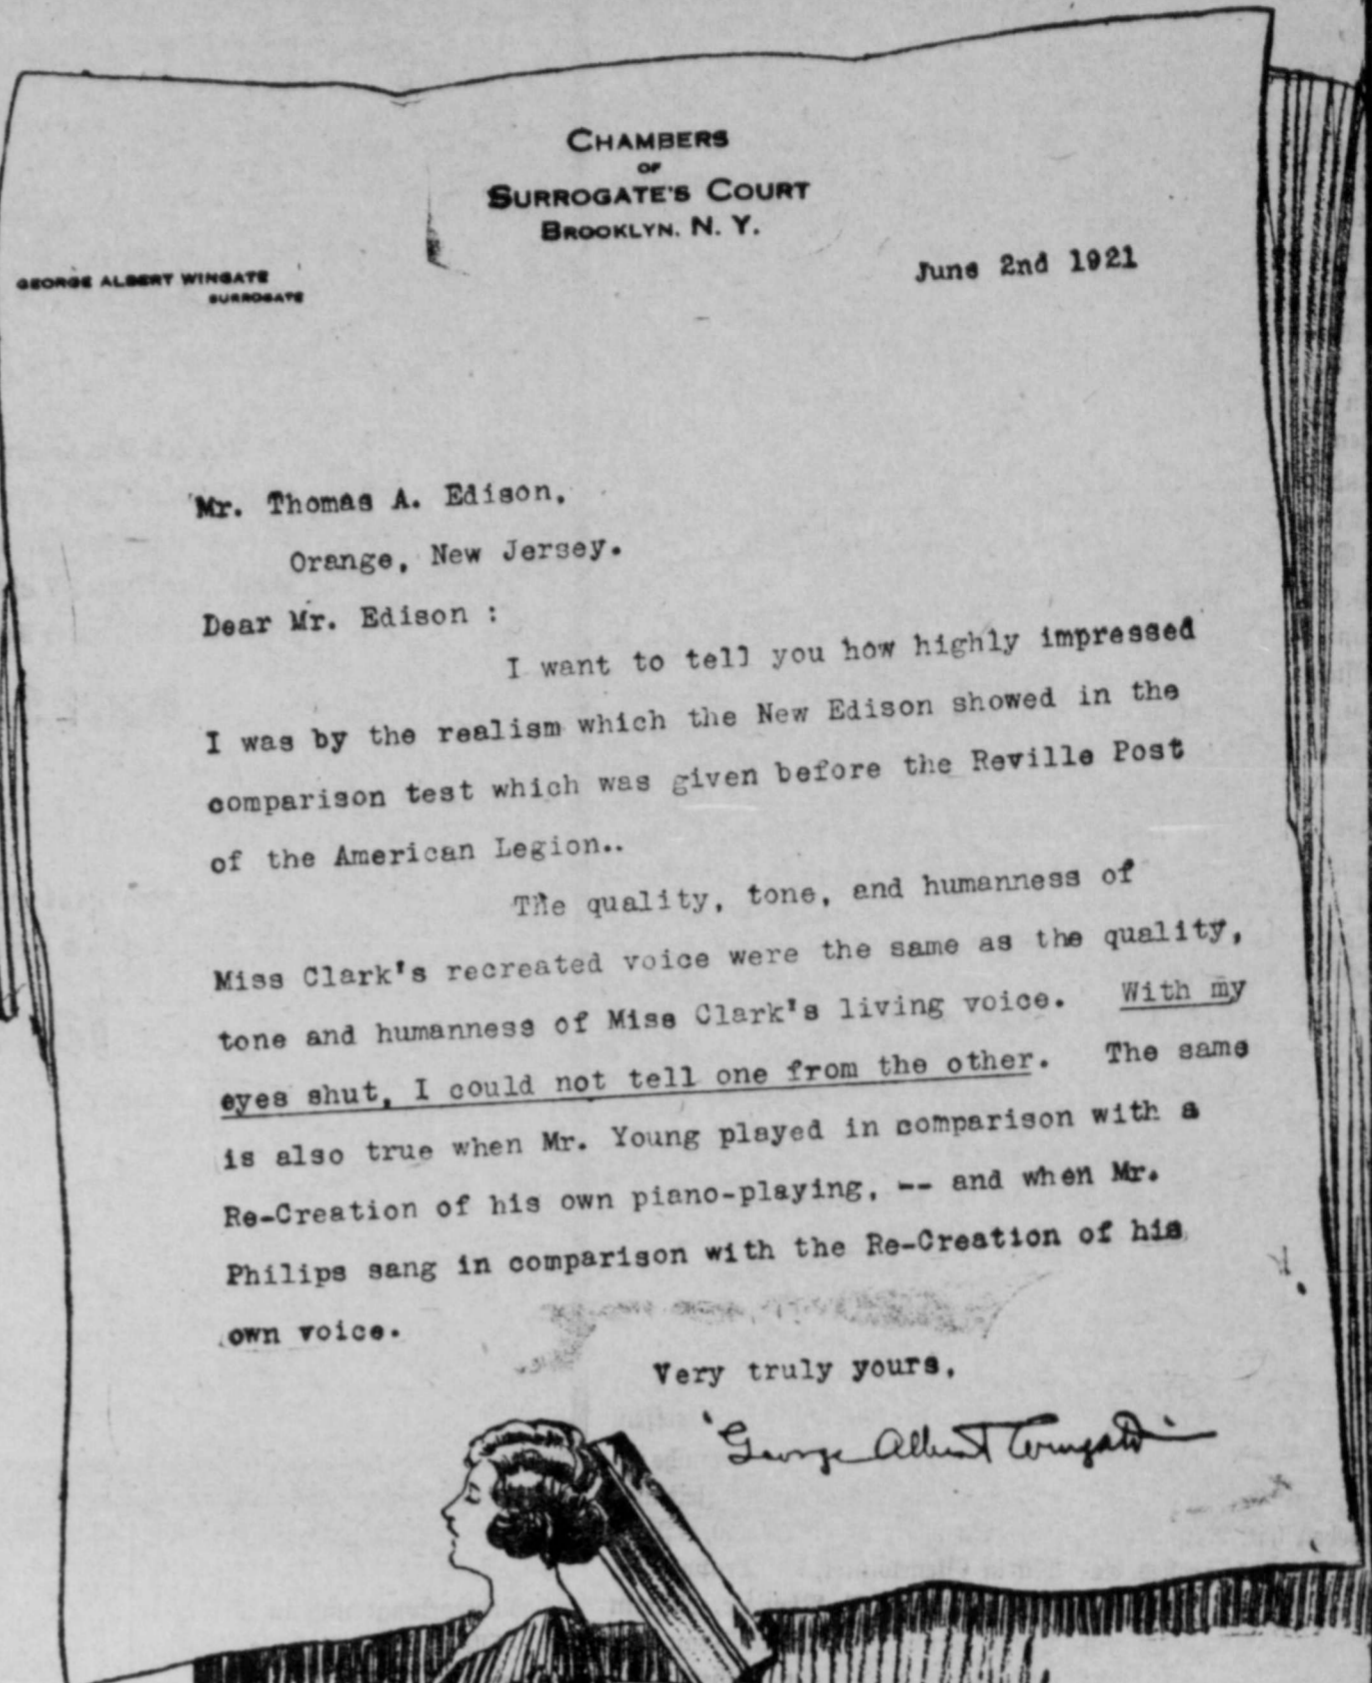 CHAMBERS
OF
SURROGATE'S COURT
BROOKLYN. N. Y.
GEORGE ALBERT WINGATE
SURROGATE
June 2nd 1921
Mr. Thomas A. Edison,
Orange, New Jersey.
Dear Mr. Edison :
I want to tell you how highly impressed
I was by the realism which the New Edison showed in the
comparison test which was given before the Reville Post
of the American Legion..
The quality, tone, and humanness of
Miss Clark's recreated voice were the same as the quality,
tone and humanness of Miss Clark's living voice. With my
eyes shut, I could not tell one from the other. The same
is also true when Mr. Young played in comparison with a
Re-Creation of his own piano-playing, -- and when Mr.
Philips sang in comparison with the Re-Creation of his
own voice.
Very truly yours,
George Albert Wingate